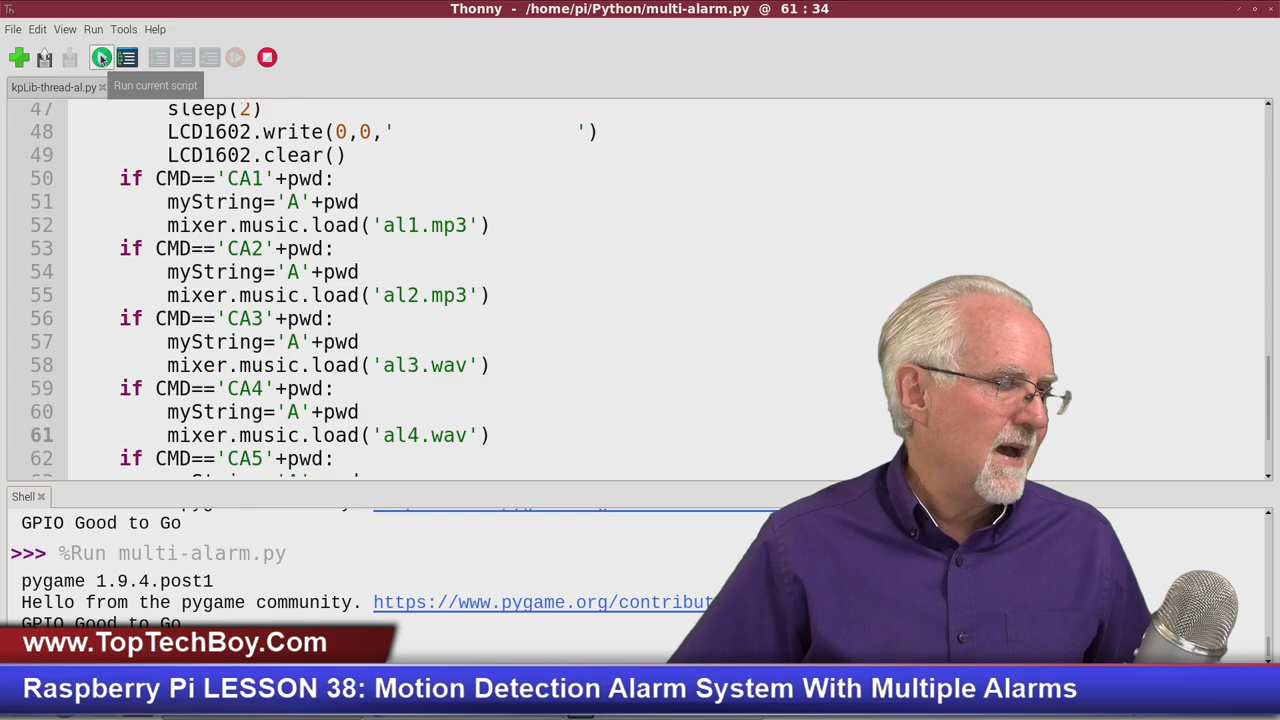 Thonny - /home/pi/Python/multi-alarm.py @ 61 : 34
File Edit View Run Tools Help
kpLib-thread-al.py
Run current script
47 sleep(2)
48 LCD1602.write(0,0,' ')
49 LCD1602.clear()
50 if CMD=='CA1'+pwd:
51 myString='A'+pwd
52 mixer.music.load('al1.mp3')
53 if CMD=='CA2'+pwd:
54 myString='A'+pwd
55 mixer.music.load('al2.mp3')
56 if CMD=='CA3'+pwd:
57 myString='A'+pwd
58 mixer.music.load('al3.wav')
59 if CMD=='CA4'+pwd:
60 myString='A'+pwd
61 mixer.music.load('al4.wav')
62 if CMD=='CA5'+pwd:
Shell
GPIO Good to Go
>>> %Run multi-alarm.py
pygame 1.9.4.post1
Hello from the pygame community. https://www.pygame.org/contribut
GPIO Good to Go
www.TopTechBoy.Com
Raspberry Pi LESSON 38: Motion Detection Alarm System With Multiple Alarms